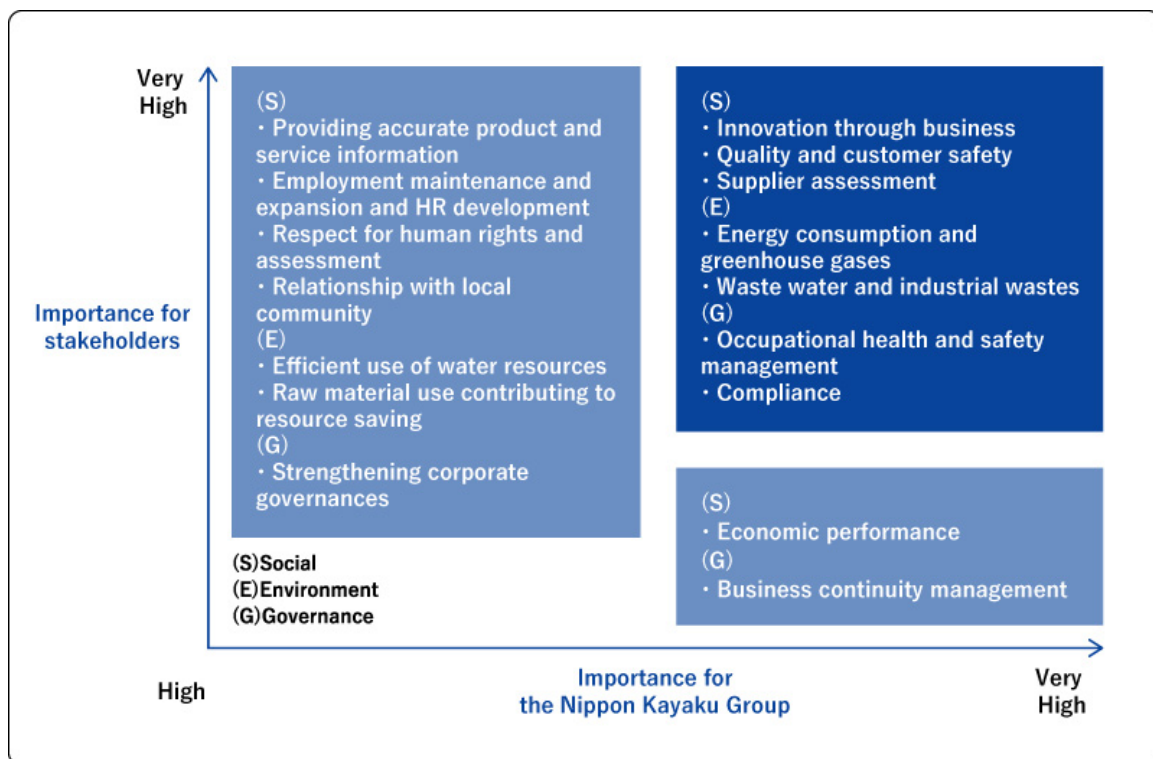 Very
High
Importance for
stakeholders
(S)
・Providing accurate product and
service information
・Employment maintenance and
expansion and HR development
・Respect for human rights and
assessment
・Relationship with local
community
(E)
・Efficient use of water resources
・Raw material use contributing to
resource saving
(G)
・Strengthening corporate
governances
(S)
・Innovation through business
・Quality and customer safety
・Supplier assessment
(E)
・Energy consumption and
greenhouse gases
・Waste water and industrial wastes
(G)
・Occupational health and safety
management
・Compliance
(S)
・Economic performance
(G)
・Business continuity management
(S)Social
(E)Environment
(G)Governance
High
Importance for
the Nippon Kayaku Group
Very
High